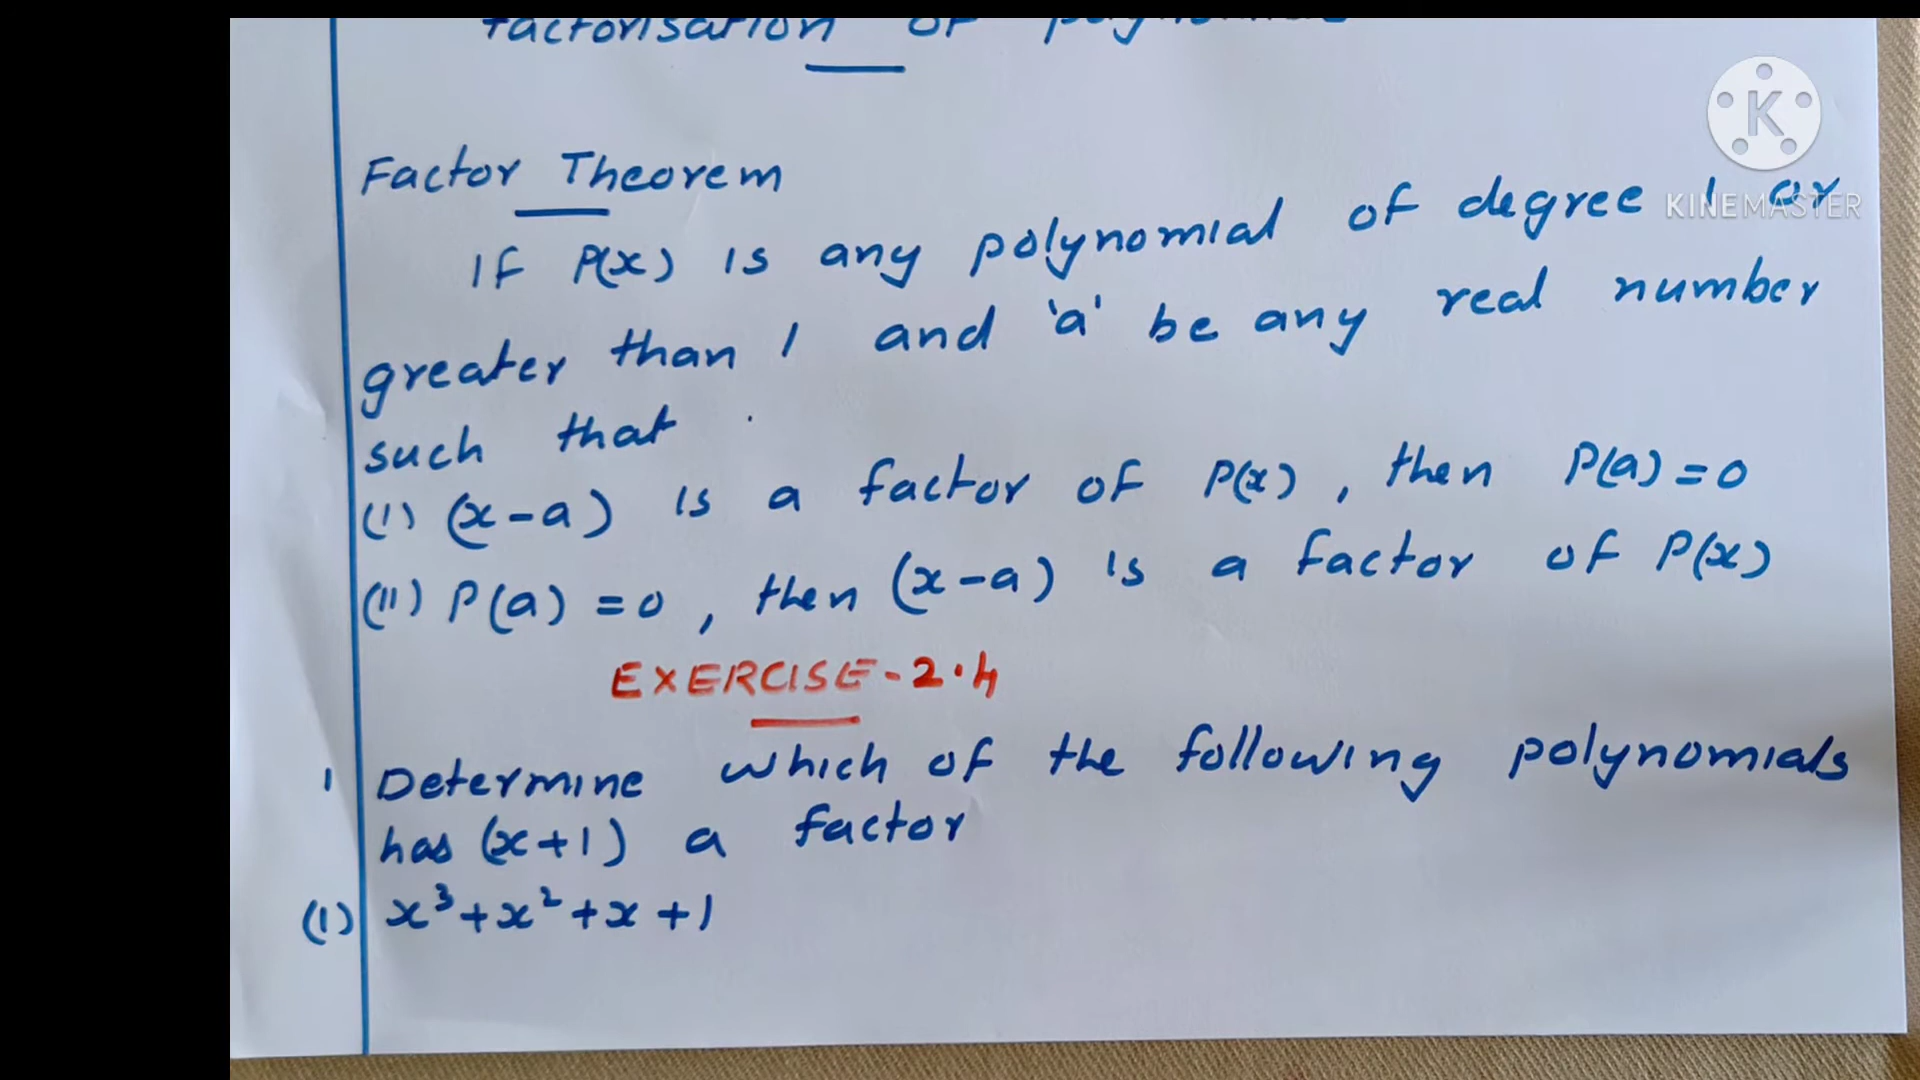 factorisation of
Factor Theorem
If P(x) is any polynomial of degree 1 or
greater than 1 and 'a' be any real number
such that
(i) (x-a) is a factor of P(x), then P(a)=0
(ii) P(a)=0, then (x-a) is a factor of P(x)
EXERCISE-2.4
1 Determine which of the following polynomials
has (x+1) a factor
(i) x³+x²+x+1
K
KINEMASTER